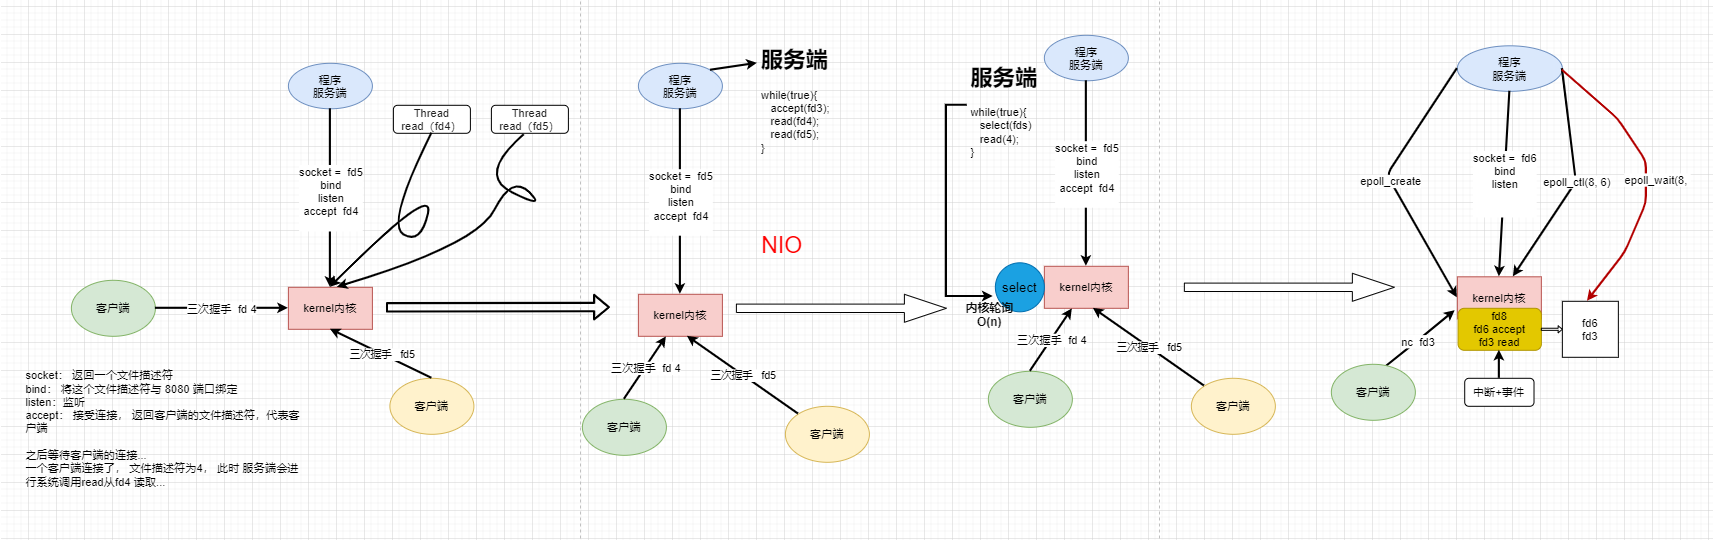 程序
服务端
Thread
read（fd4）
Thread
read（fd5）
socket = fd5
bind
listen
accept fd4
客户端
三次握手 fd 4
kernel内核
三次握手 fd5
客户端
socket： 返回一个文件描述符
bind： 将这个文件描述符与 8080 端口绑定
listen：监听
accept： 接受连接， 返回客户端的文件描述符，代表客
户端
之后等待客户端的连接...
一个客户端连接了， 文件描述符为4， 此时 服务端会进
行系统调用read从fd4 读取...
程序
服务端
服务端
while(true){
accept(fd3);
read(fd4);
read(fd5);
}
socket = fd5
bind
listen
accept fd4
NIO
kernel内核
三次握手 fd 4
三次握手 fd5
客户端
客户端
服务端
while(true){
select(fds)
read(4);
}
程序
服务端
socket = fd5
bind
listen
accept fd4
select
kernel内核
内核轮询
O(n)
三次握手 fd 4
三次握手 fd5
客户端
客户端
程序
服务端
epoll_create
socket = fd6
bind
listen
epoll_ctl(8, 6)
epoll_wait(8,
kernel内核
fd8
fd6 accept
fd3 read
fd6
fd3
nc fd3
中断+事件
客户端